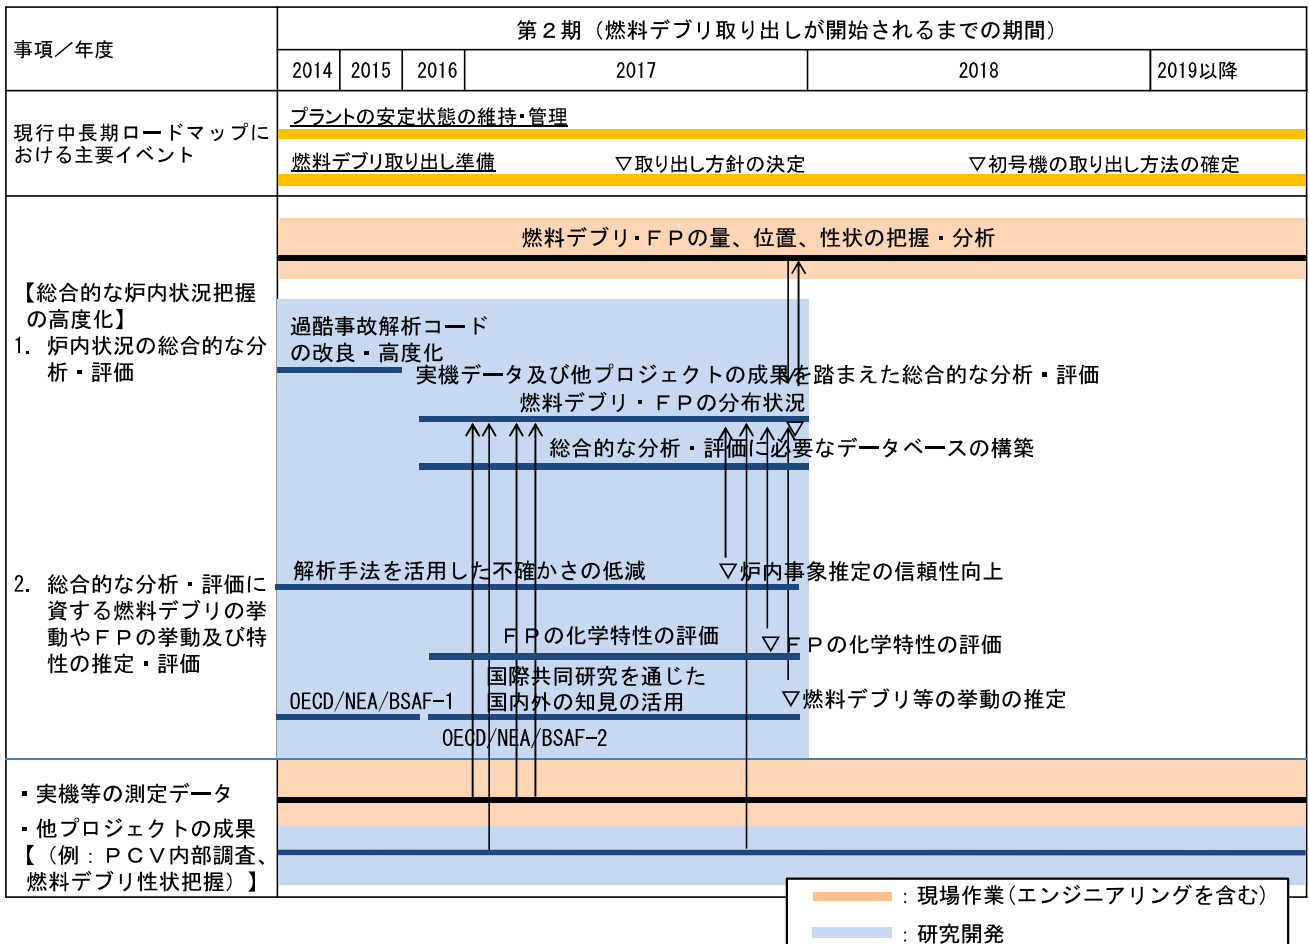 事項／年度
第２期（燃料デブリ取り出しが開始されるまでの期間）
2014
2015
2016
2017
2018
2019以降
現行中長期ロードマップに
おける主要イベント
プラントの安定状態の維持・管理
燃料デブリ取り出し準備
▽取り出し方針の決定
▽初号機の取り出し方法の確定
【総合的な炉内状況把握
の高度化】
1. 炉内状況の総合的な分
析・評価
燃料デブリ・ＦＰの量、位置、性状の把握・分析
過酷事故解析コード
の改良・高度化
実機データ及び他プロジェクトの成果を踏まえた総合的な分析・評価
燃料デブリ・ＦＰの分布状況
▽
総合的な分析・評価に必要なデータベースの構築
2. 総合的な分析・評価に
資する燃料デブリの挙
動やＦＰの挙動及び特
性の推定・評価
解析手法を活用した不確かさの低減
▽炉内事象推定の信頼性向上
ＦＰの化学特性の評価
▽ＦＰの化学特性の評価
国際共同研究を通じた
国内外の知見の活用
OECD/NEA/BSAF-1
▽燃料デブリ等の挙動の推定
OECD/NEA/BSAF-2
・実機等の測定データ
・他プロジェクトの成果
【（例：ＰＣＶ内部調査、
燃料デブリ性状把握）】
：現場作業(エンジニアリングを含む)
：研究開発